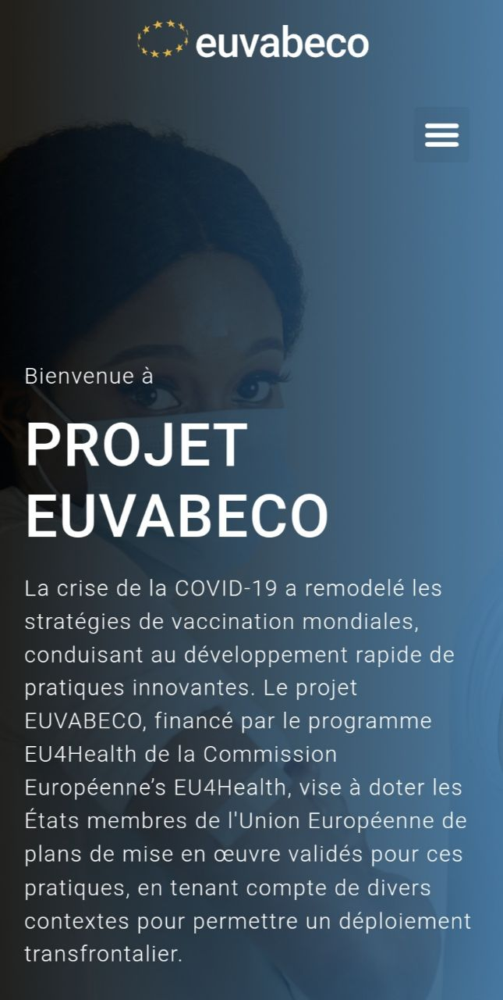 euvabeco
Bienvenue à
PROJET
EUVABECO
La crise de la COVID-19 a remodelé les
stratégies de vaccination mondiales,
conduisant au développement rapide de
pratiques innovantes. Le projet
EUVABECO, financé par le programme
EU4Health de la Commission
Européenne’s EU4Health, vise à doter les
États membres de l'Union Européenne de
plans de mise en œuvre validés pour ces
pratiques, en tenant compte de divers
contextes pour permettre un déploiement
transfrontalier.